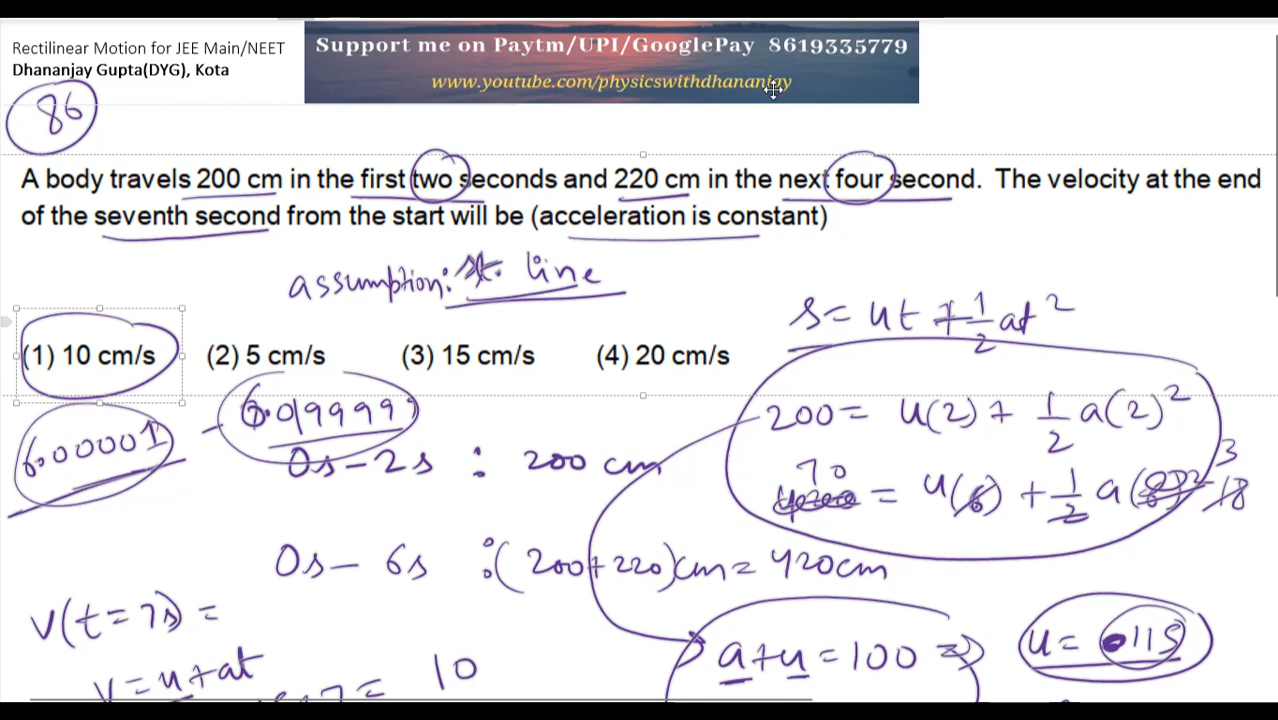 Rectilinear Motion for JEE Main/NEET
Dhananjay Gupta(DYG), Kota
Support me on Paytm/UPI/GooglePay 8619335779
www.youtube.com/physicswithdhananjay
86
A body travels 200 cm in the first two seconds and 220 cm in the next four second. The velocity at the end
of the seventh second from the start will be (acceleration is constant)
assumption: st. line
s = ut + 1/2 at²
(1) 10 cm/s (2) 5 cm/s (3) 15 cm/s (4) 20 cm/s
200 = u(2) + 1/2 a(2)²
6.00001
0s – 2s : 200 cm
70 = u + 1/2 a 3
0s – 6s : (200+220)cm = 420cm
v(t=7s) =
a + u = 100 ⇒ u = 115
v = u + at
10